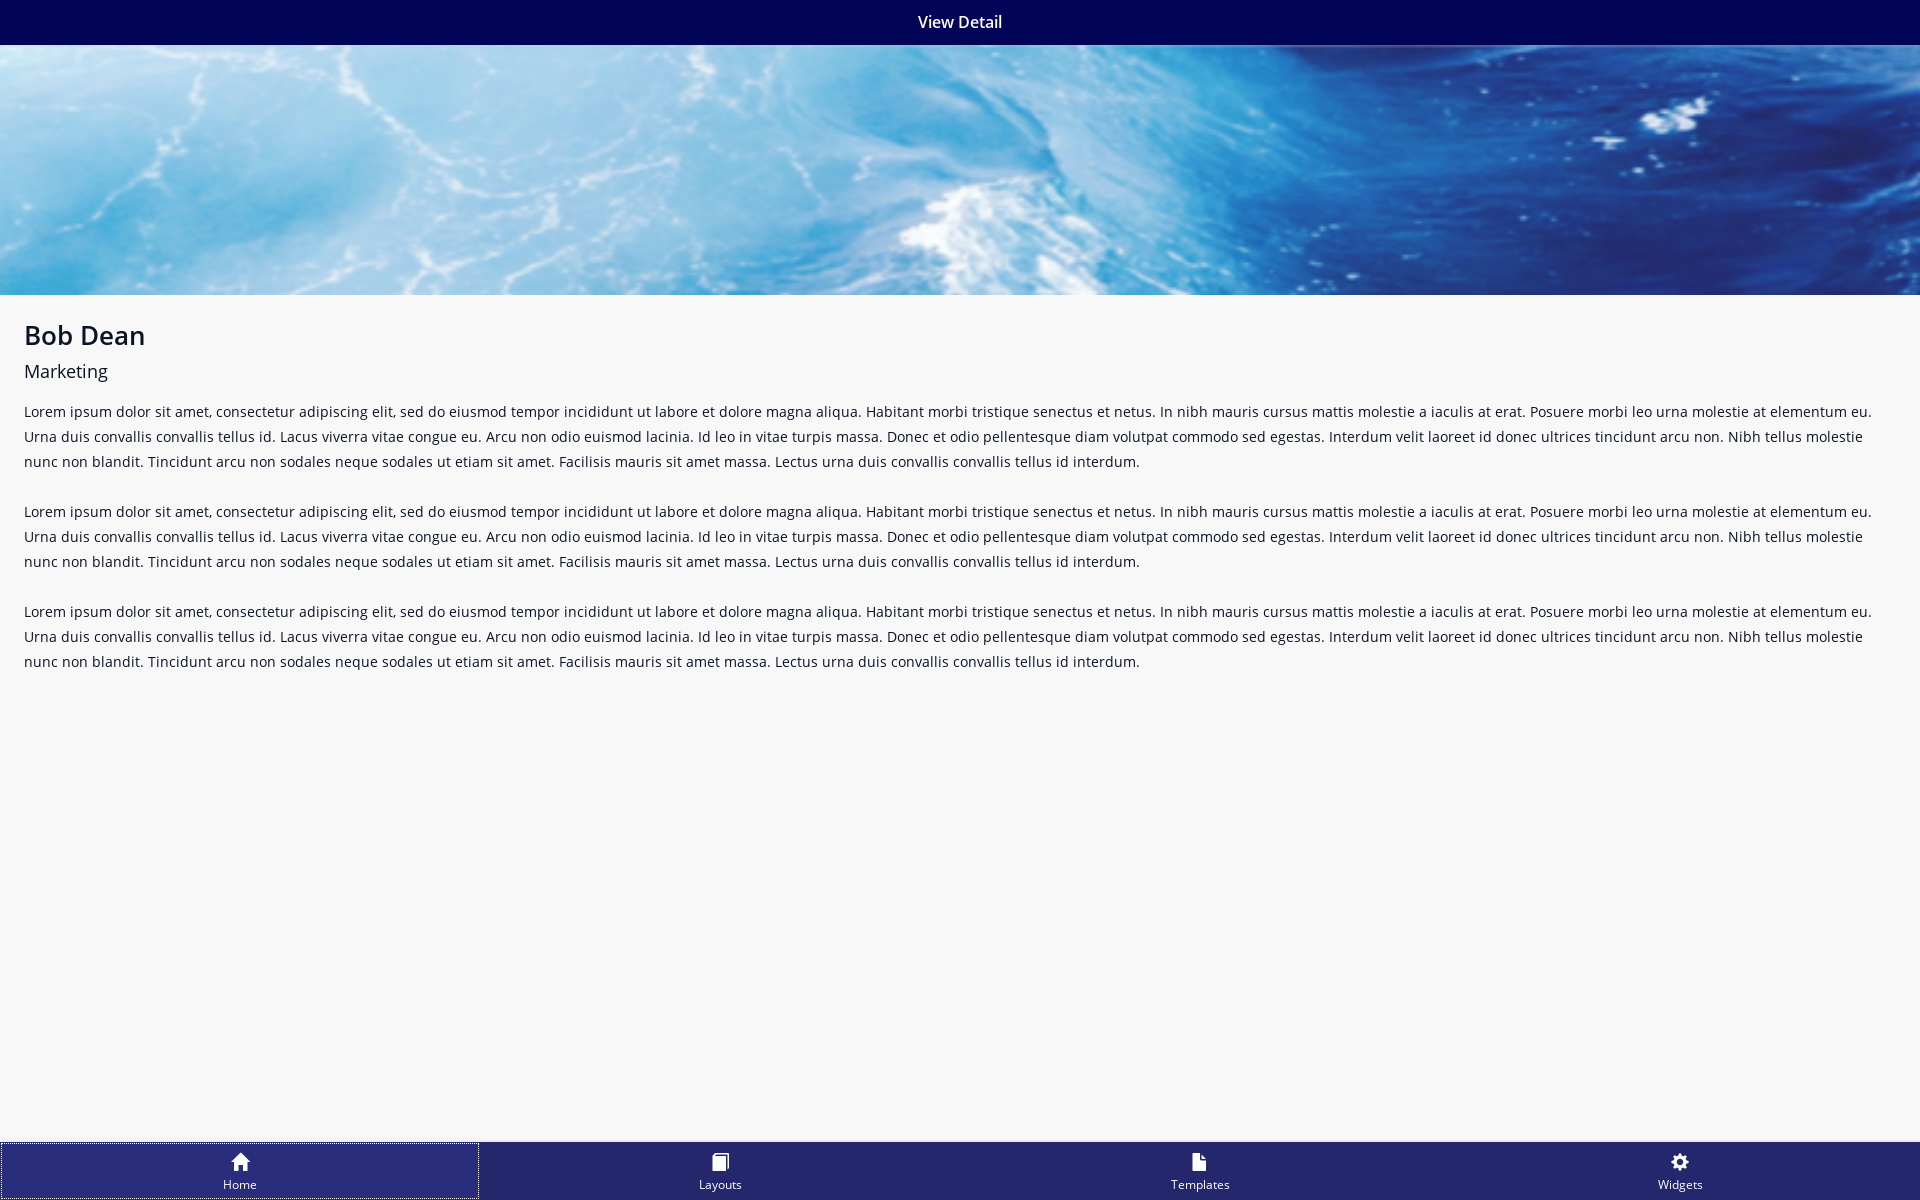 View Detail
Bob Dean
Marketing
Lorem ipsum dolor sit amet, consectetur adipiscing elit, sed do eiusmod tempor incididunt ut labore et dolore magna aliqua. Habitant morbi tristique senectus et netus. In nibh mauris cursus mattis molestie a iaculis at erat. Posuere morbi leo urna molestie at elementum eu.
Urna duis convallis convallis tellus id. Lacus viverra vitae congue eu. Arcu non odio euismod lacinia. Id leo in vitae turpis massa. Donec et odio pellentesque diam volutpat commodo sed egestas. Interdum velit laoreet id donec ultrices tincidunt arcu non. Nibh tellus molestie
nunc non blandit. Tincidunt arcu non sodales neque sodales ut etiam sit amet. Facilisis mauris sit amet massa. Lectus urna duis convallis convallis tellus id interdum.
Lorem ipsum dolor sit amet, consectetur adipiscing elit, sed do eiusmod tempor incididunt ut labore et dolore magna aliqua. Habitant morbi tristique senectus et netus. In nibh mauris cursus mattis molestie a iaculis at erat. Posuere morbi leo urna molestie at elementum eu.
Urna duis convallis convallis tellus id. Lacus viverra vitae congue eu. Arcu non odio euismod lacinia. Id leo in vitae turpis massa. Donec et odio pellentesque diam volutpat commodo sed egestas. Interdum velit laoreet id donec ultrices tincidunt arcu non. Nibh tellus molestie
nunc non blandit. Tincidunt arcu non sodales neque sodales ut etiam sit amet. Facilisis mauris sit amet massa. Lectus urna duis convallis convallis tellus id interdum.
Lorem ipsum dolor sit amet, consectetur adipiscing elit, sed do eiusmod tempor incididunt ut labore et dolore magna aliqua. Habitant morbi tristique senectus et netus. In nibh mauris cursus mattis molestie a iaculis at erat. Posuere morbi leo urna molestie at elementum eu.
Urna duis convallis convallis tellus id. Lacus viverra vitae congue eu. Arcu non odio euismod lacinia. Id leo in vitae turpis massa. Donec et odio pellentesque diam volutpat commodo sed egestas. Interdum velit laoreet id donec ultrices tincidunt arcu non. Nibh tellus molestie
nunc non blandit. Tincidunt arcu non sodales neque sodales ut etiam sit amet. Facilisis mauris sit amet massa. Lectus urna duis convallis convallis tellus id interdum.
Home
Layouts
Templates
Widgets